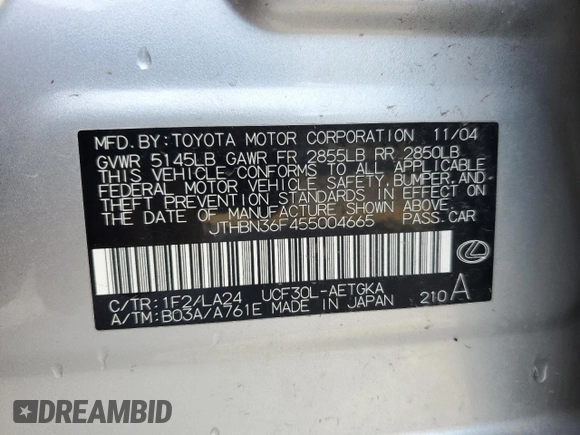 MFD. BY: TOYOTA MOTOR CORPORATION 11/04
GVWR 5145LB GAWR FR 2855LB RR 2850LB
THIS VEHICLE CONFORMS TO ALL APPLICABLE
FEDERAL MOTOR VEHICLE SAFETY, BUMPER, AND
THEFT PREVENTION STANDARDS IN EFFECT ON
THE DATE OF MANUFACTURE SHOWN ABOVE.
JTHBN36F455004665 PASS. CAR
C/TR: 1F2/LA24 UCF30L-AETGKA
A/TM: B03A/A761E MADE IN JAPAN 210 A
DREAMBID